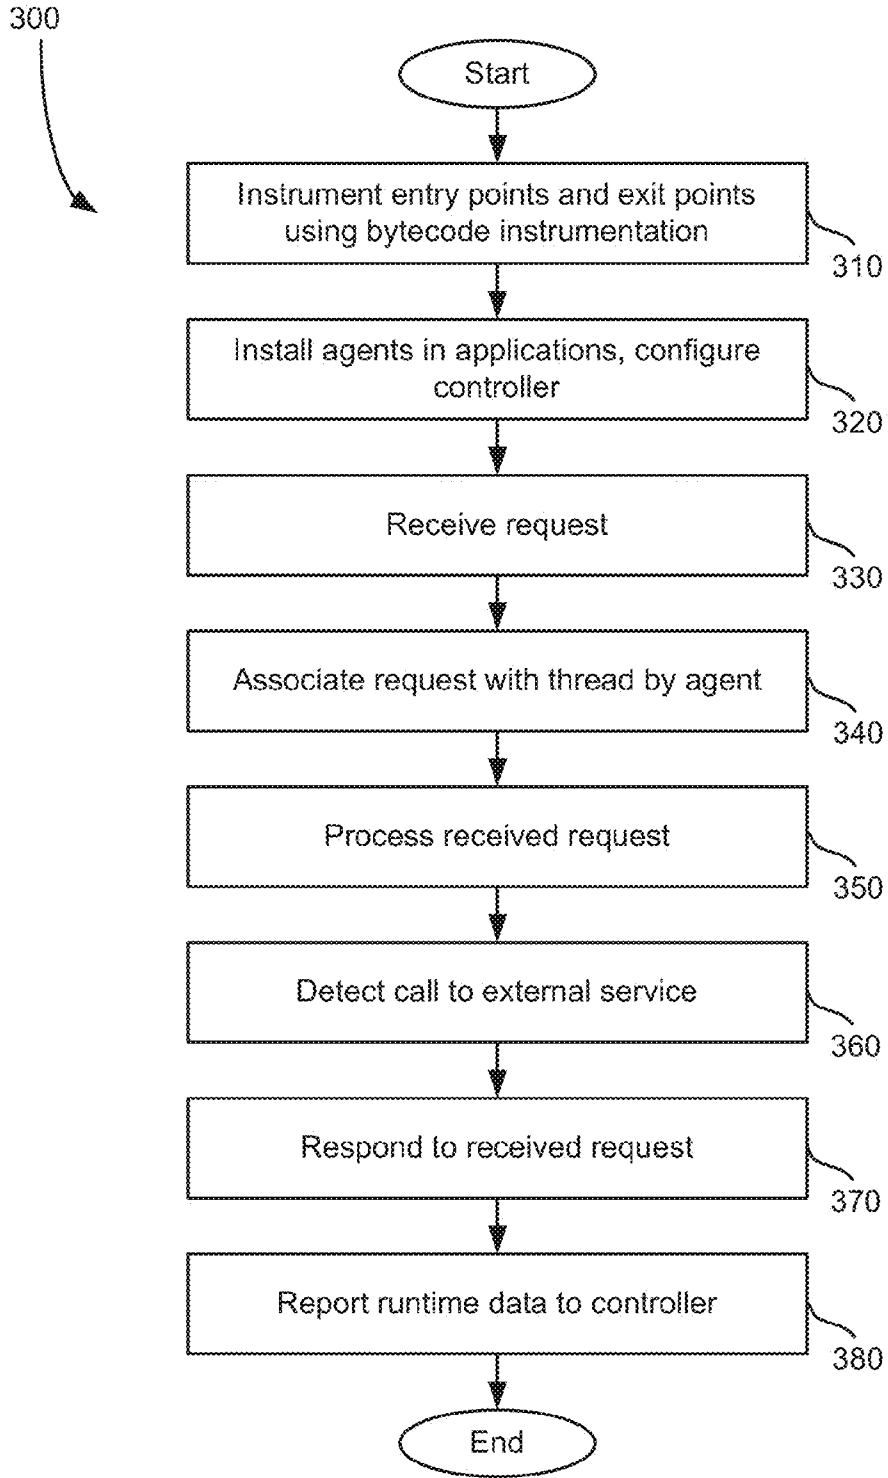 300
Start
Instrument entry points and exit points
using bytecode instrumentation
310
Install agents in applications, configure
controller
320
Receive request
330
Associate request with thread by agent
340
Process received request
350
Detect call to external service
360
Respond to received request
370
Report runtime data to controller
380
End